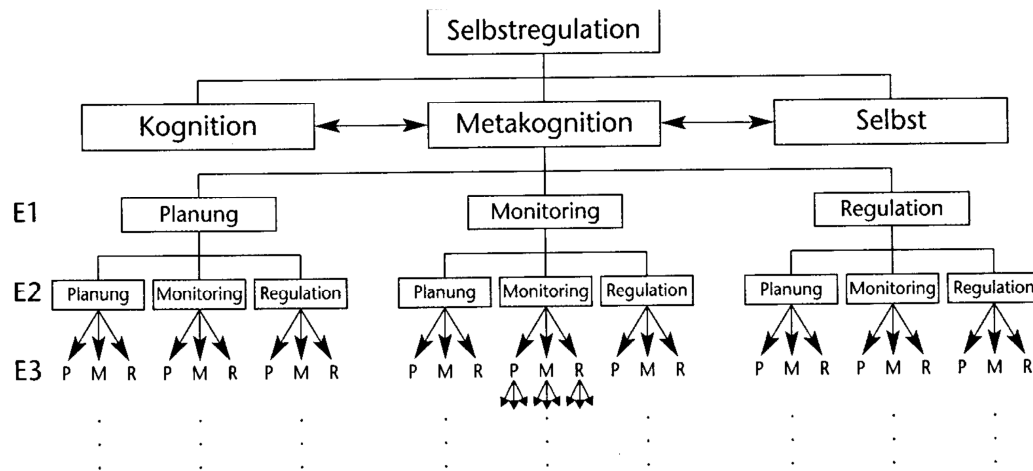 Selbstregulation
Kognition Metakognition Selbst
E1 Planung Monitoring Regulation
E2 Planung Monitoring Regulation Planung Monitoring Regulation Planung Monitoring Regulation
E3 P M R P M R P M R P M R P M R P M R P M R P M R P M R